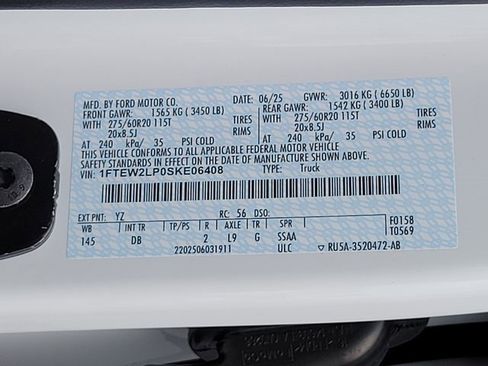 MFD. BY FORD MOTOR CO. DATE: 06/25 GVWR: 3016 KG ( 6650 LB)
FRONT GAWR: 1565 KG ( 3450 LB) REAR GAWR: 1542 KG ( 3400 LB)
WITH 275/60R20 115T WITH 275/60R20 115T
20x8.5J RIMS 20x8.5J RIMS
AT 240 kPa/ 35 PSI COLD AT 240 kPa/ 35 PSI COLD
THIS VEHICLE CONFORMS TO ALL APPLICABLE FEDERAL MOTOR VEHICLE
SAFETY AND THEFT PREVENTION STANDARDS IN EFFECT ON THE DATE OF MANUFACTURE SHOWN ABOVE.
VIN: 1FTEW2LP0SKE06408 TYPE: Truck
EXT PNT: YZ RC: 56 DSO: F0158
WB INT TR TP/PS R AXLE TR SPR T0569
145 DB 2 L9 G SSAA
2202506031911 ULC RU5A-3520472-AB